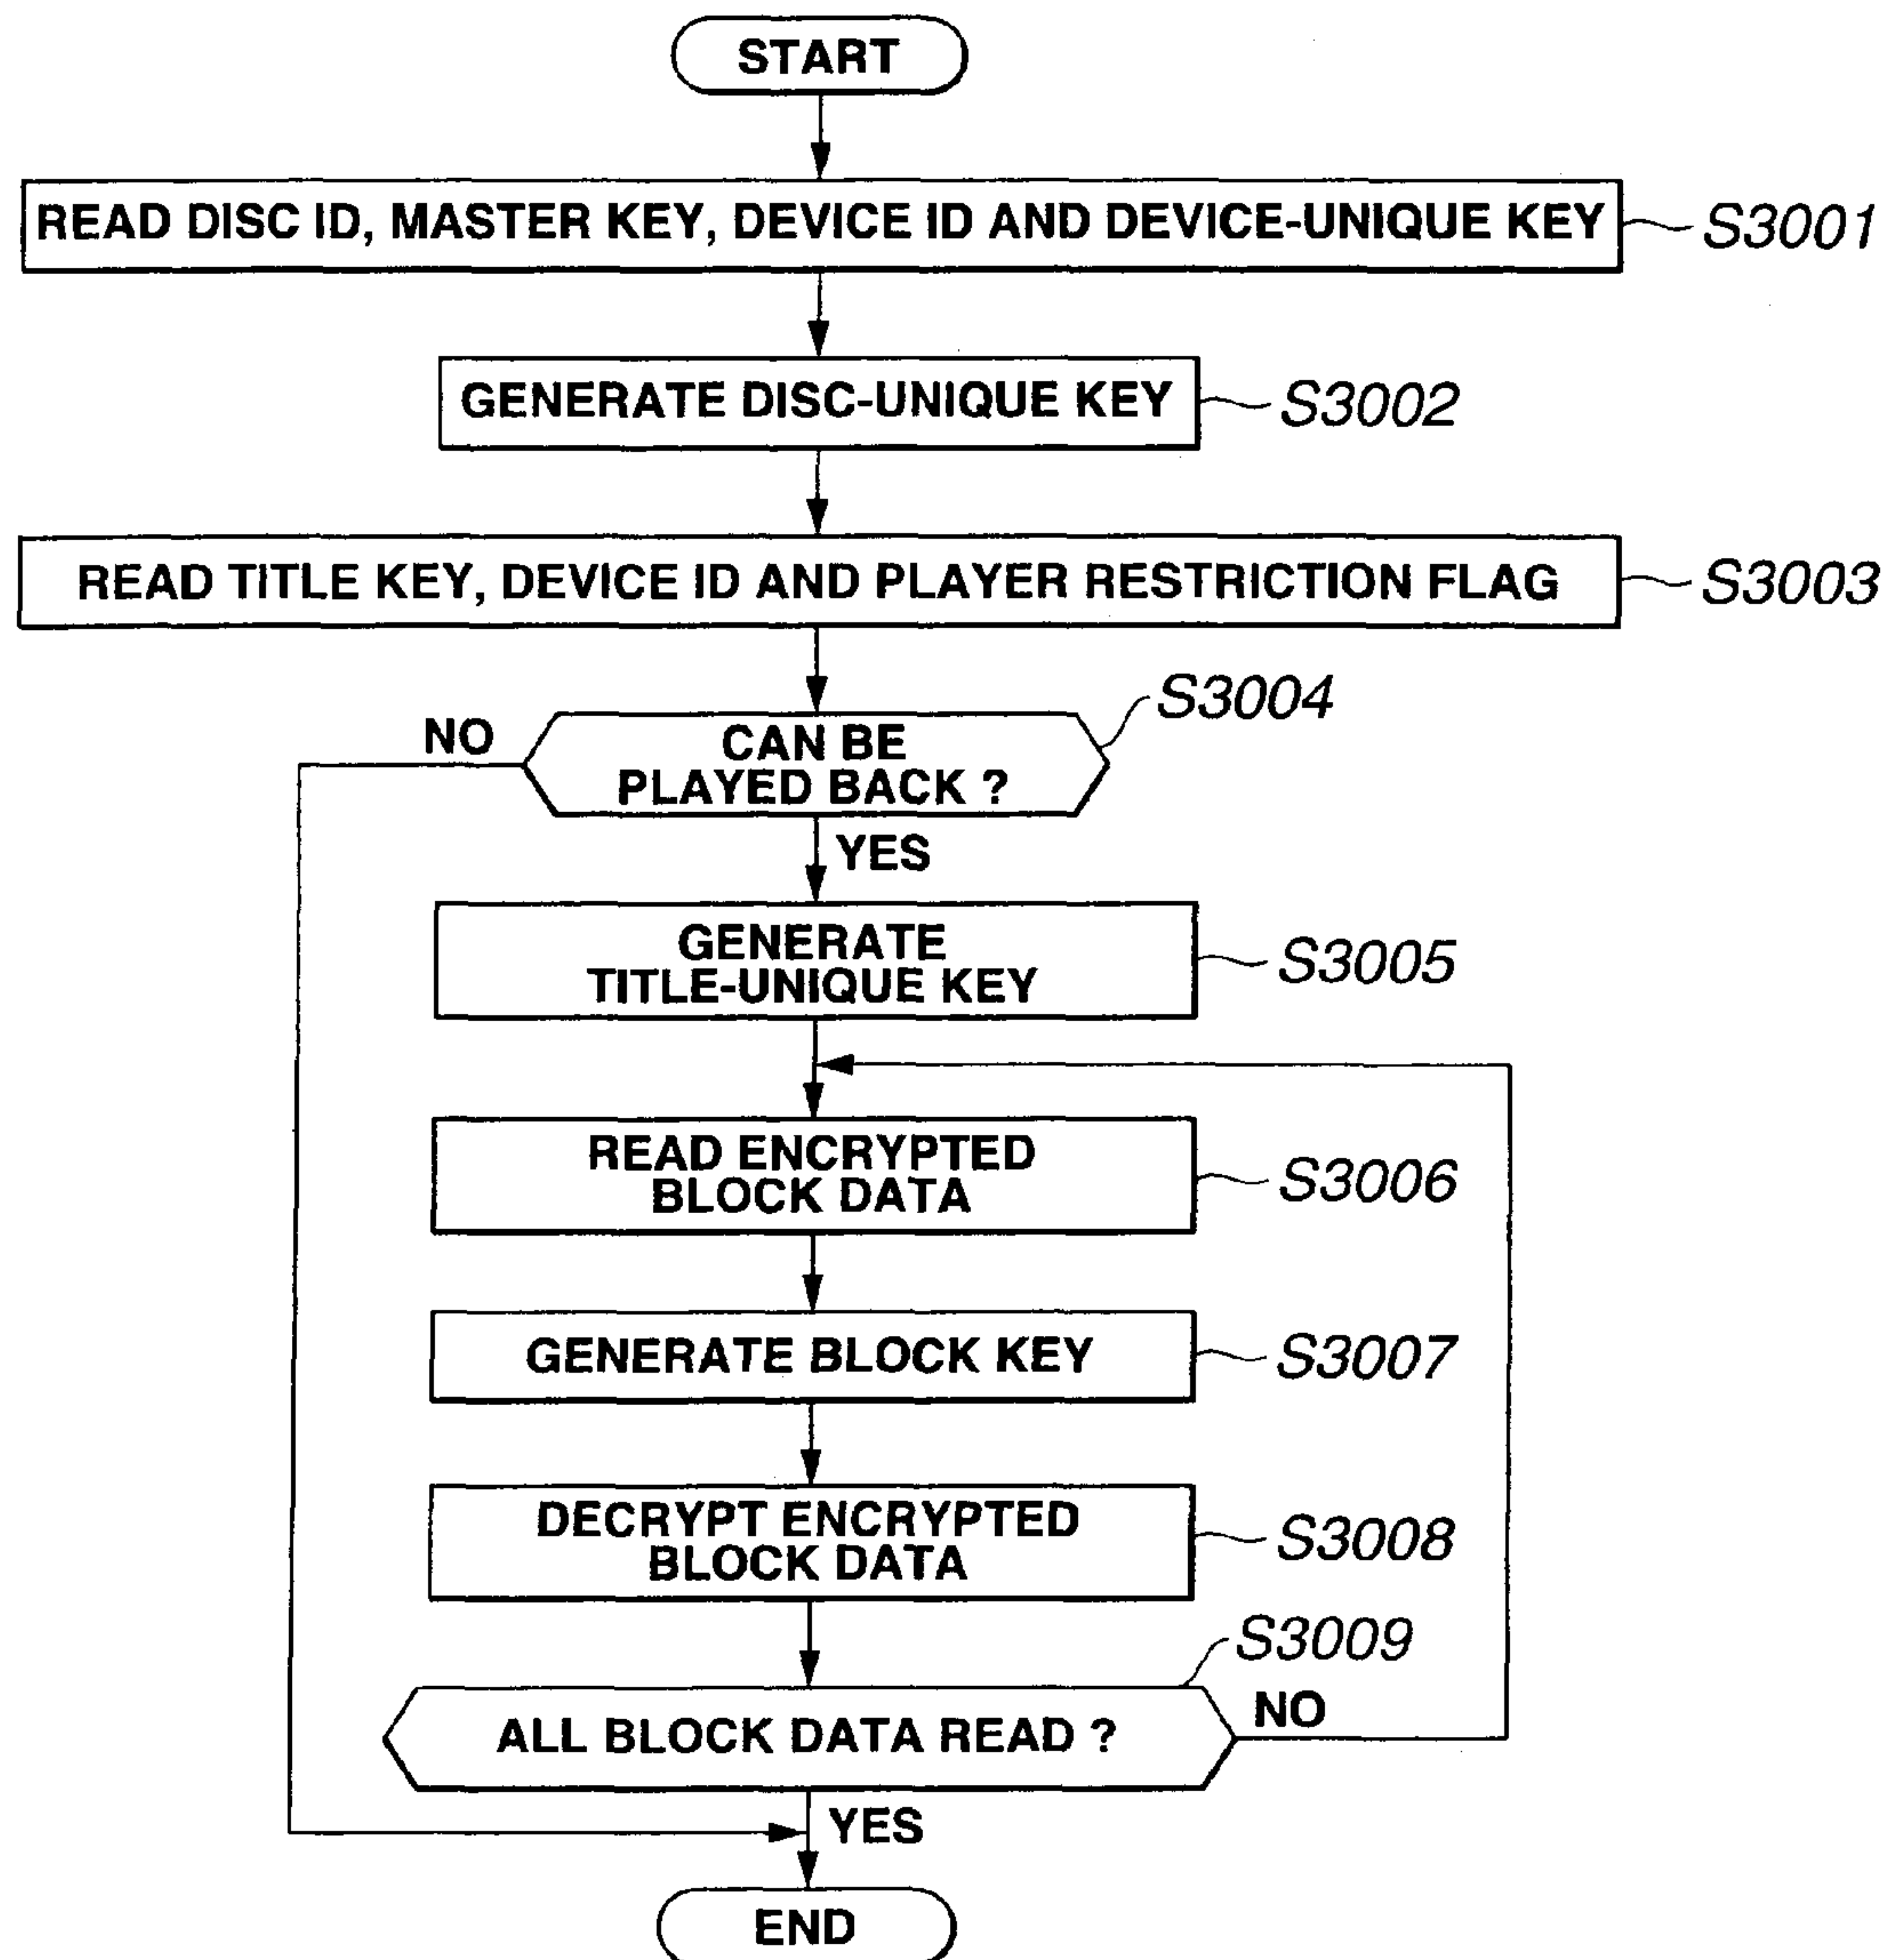 START
READ DISC ID, MASTER KEY, DEVICE ID AND DEVICE-UNIQUE KEY
S3001
GENERATE DISC-UNIQUE KEY
S3002
READ TITLE KEY, DEVICE ID AND PLAYER RESTRICTION FLAG
S3003
S3004
NO
CAN BE
PLAYED BACK ?
YES
GENERATE
TITLE-UNIQUE KEY
S3005
READ ENCRYPTED
BLOCK DATA
S3006
GENERATE BLOCK KEY
S3007
DECRYPT ENCRYPTED
BLOCK DATA
S3008
S3009
ALL BLOCK DATA READ ?
NO
YES
END